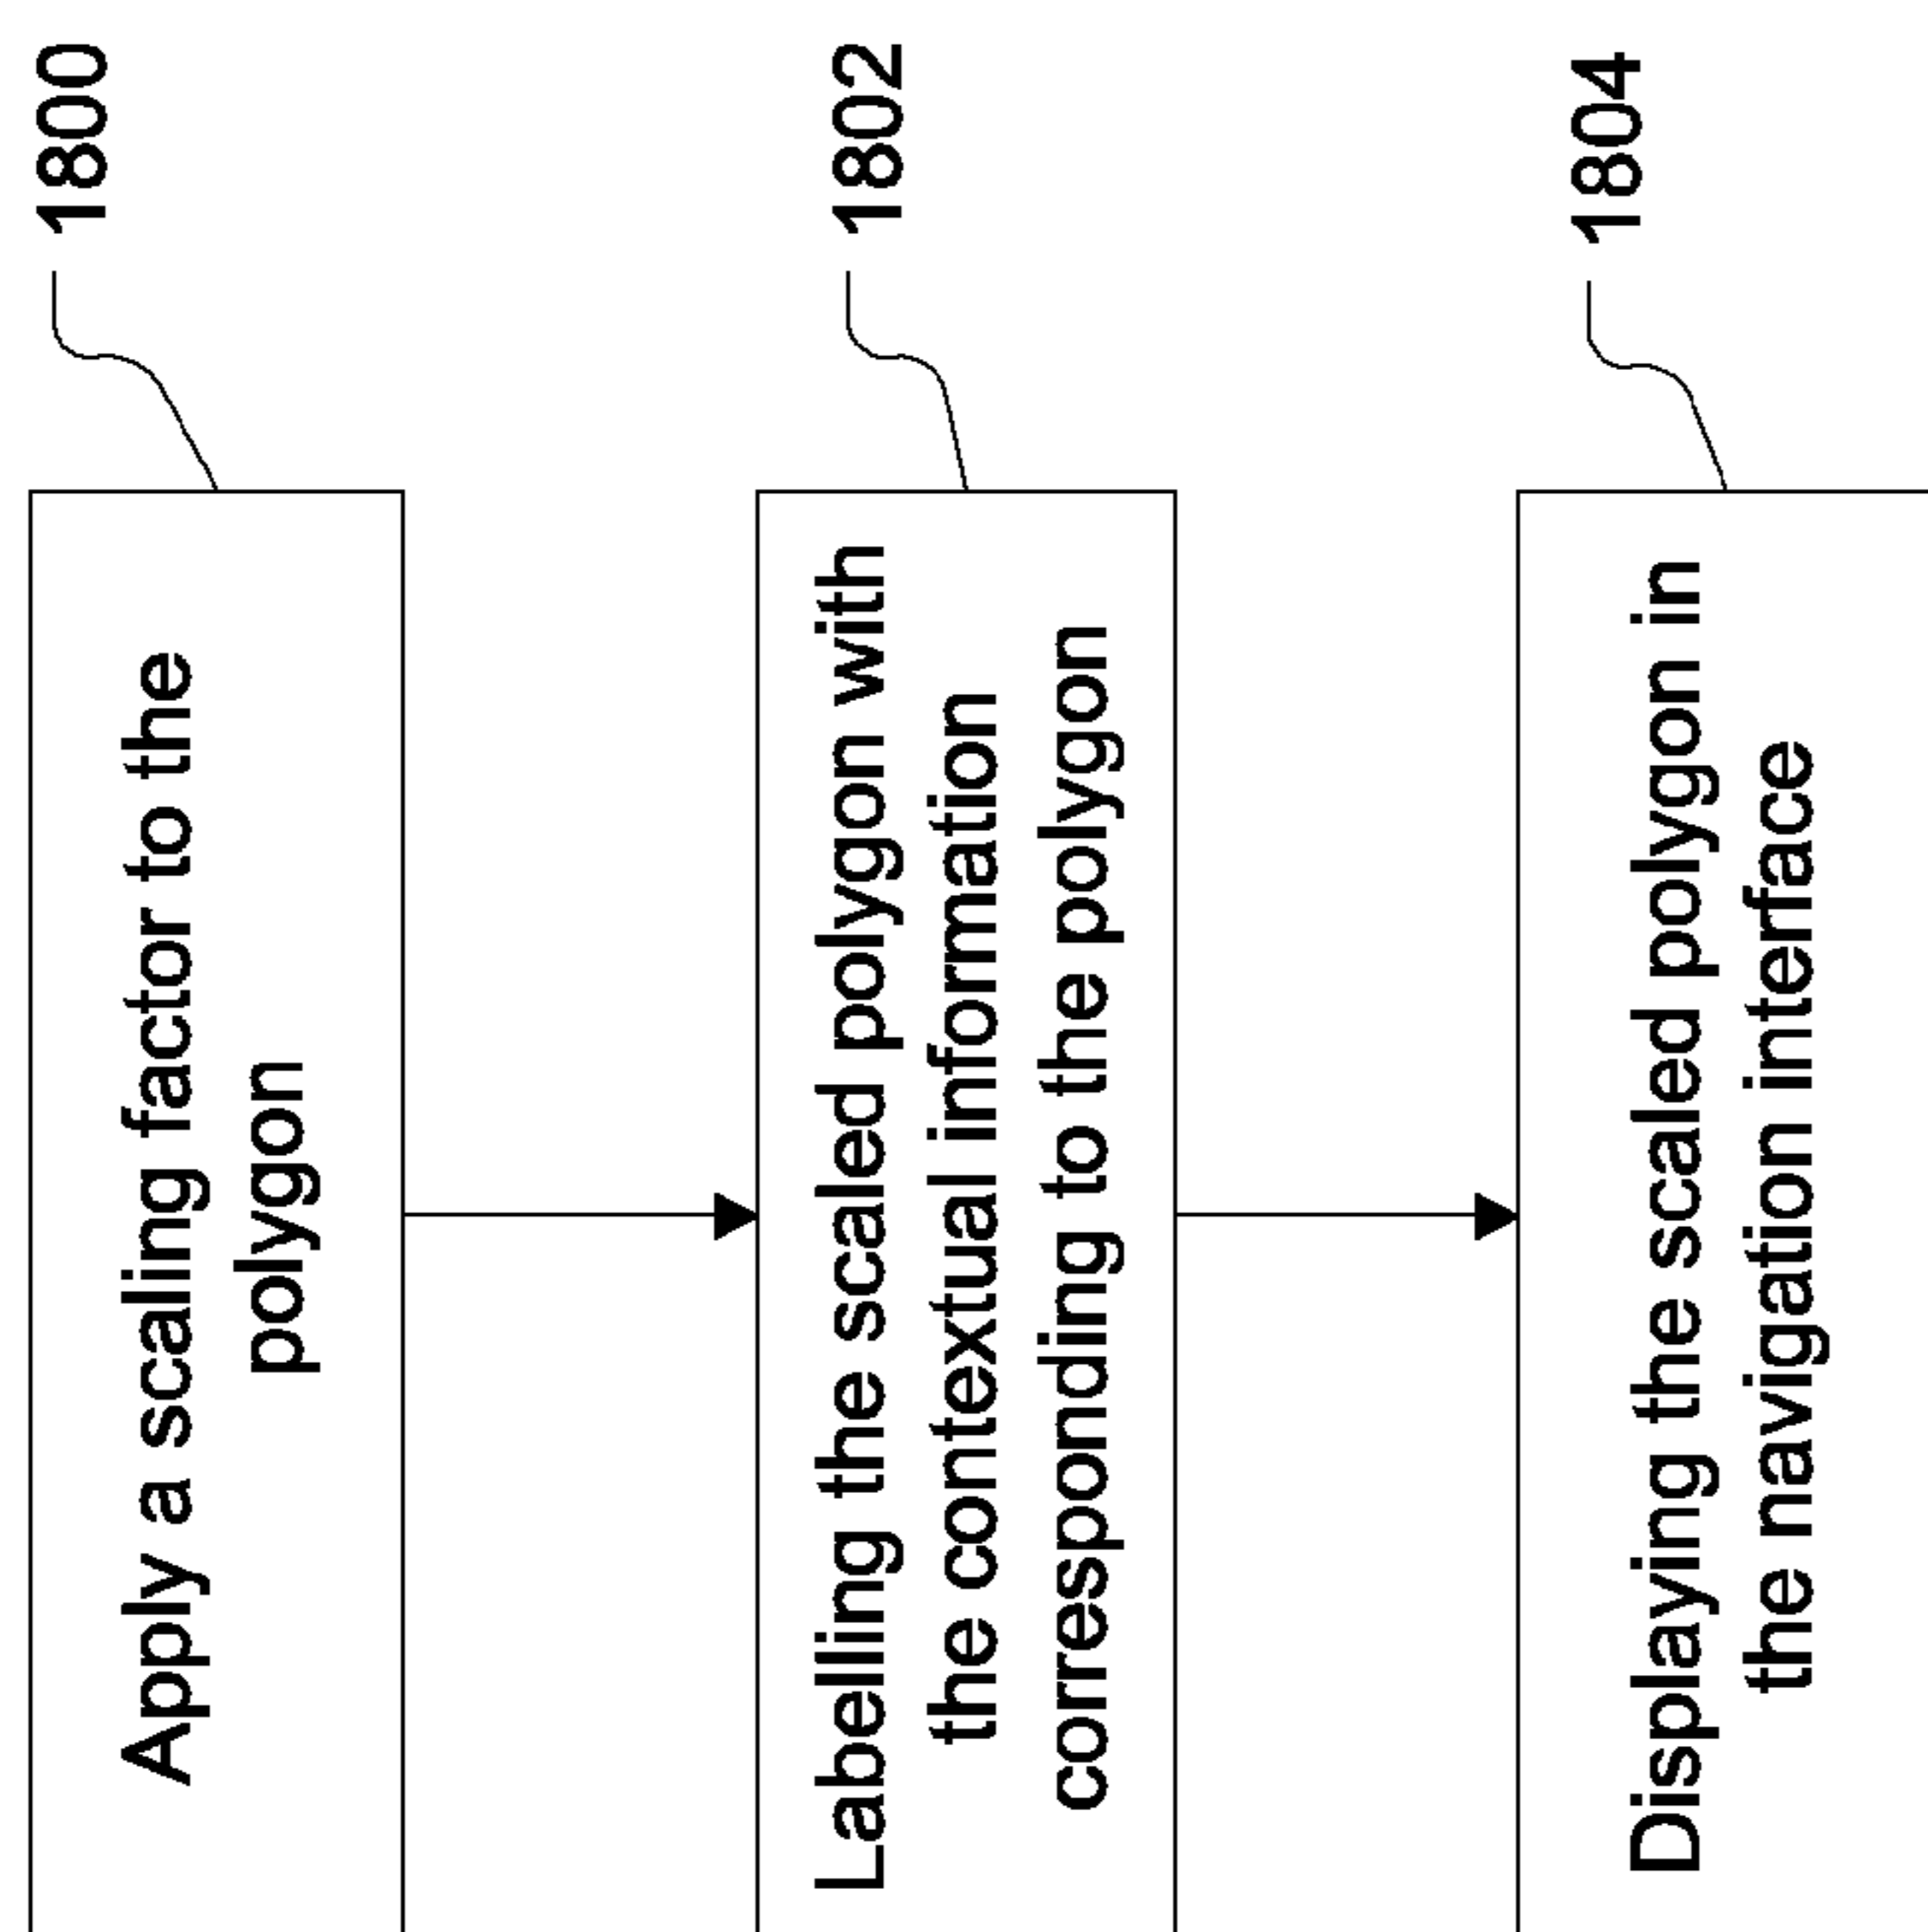 Apply a scaling factor to the
polygon
1800
Labelling the scaled polygon with
the contextual information
corresponding to the polygon
1802
Displaying the scaled polygon in
the navigation interface
1804